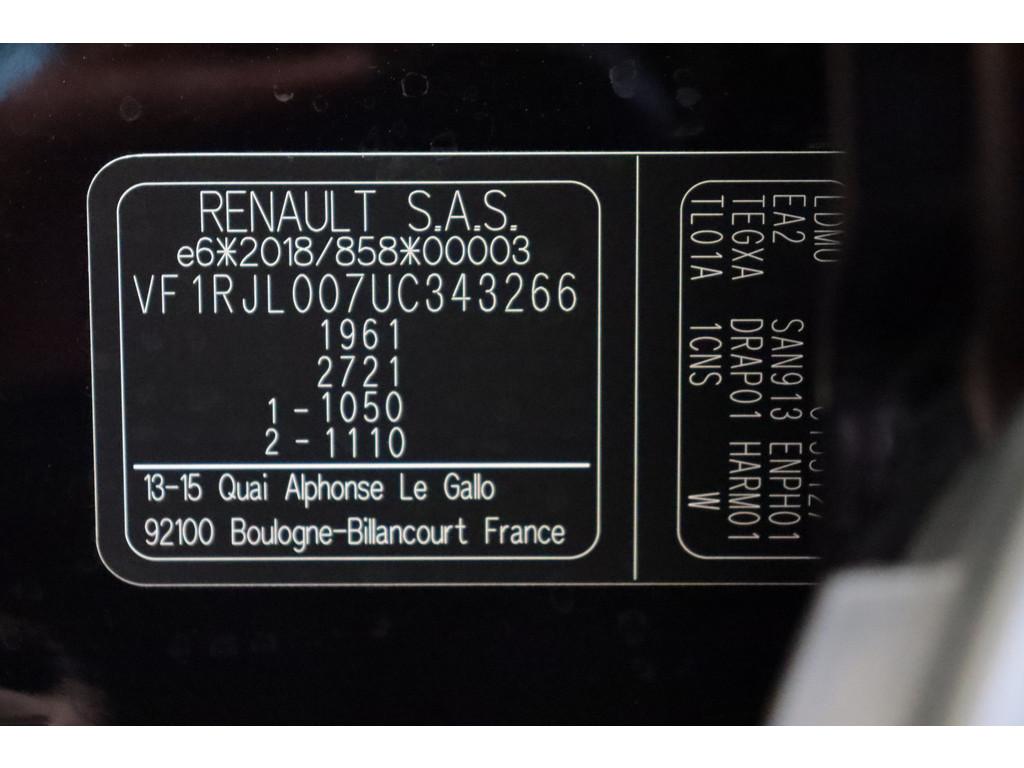 RENAULT S.A.S.
e6*2018/858*00003
VF1RJL007UC343266
1961
2721
1-1050
2-1110
13-15 Quai Alphonse Le Gallo
92100 Boulogne-Billancourt France
EA2 SAN913 ENPH01
TEGXA DRAP01 HARM01
TL01A 1CNS W